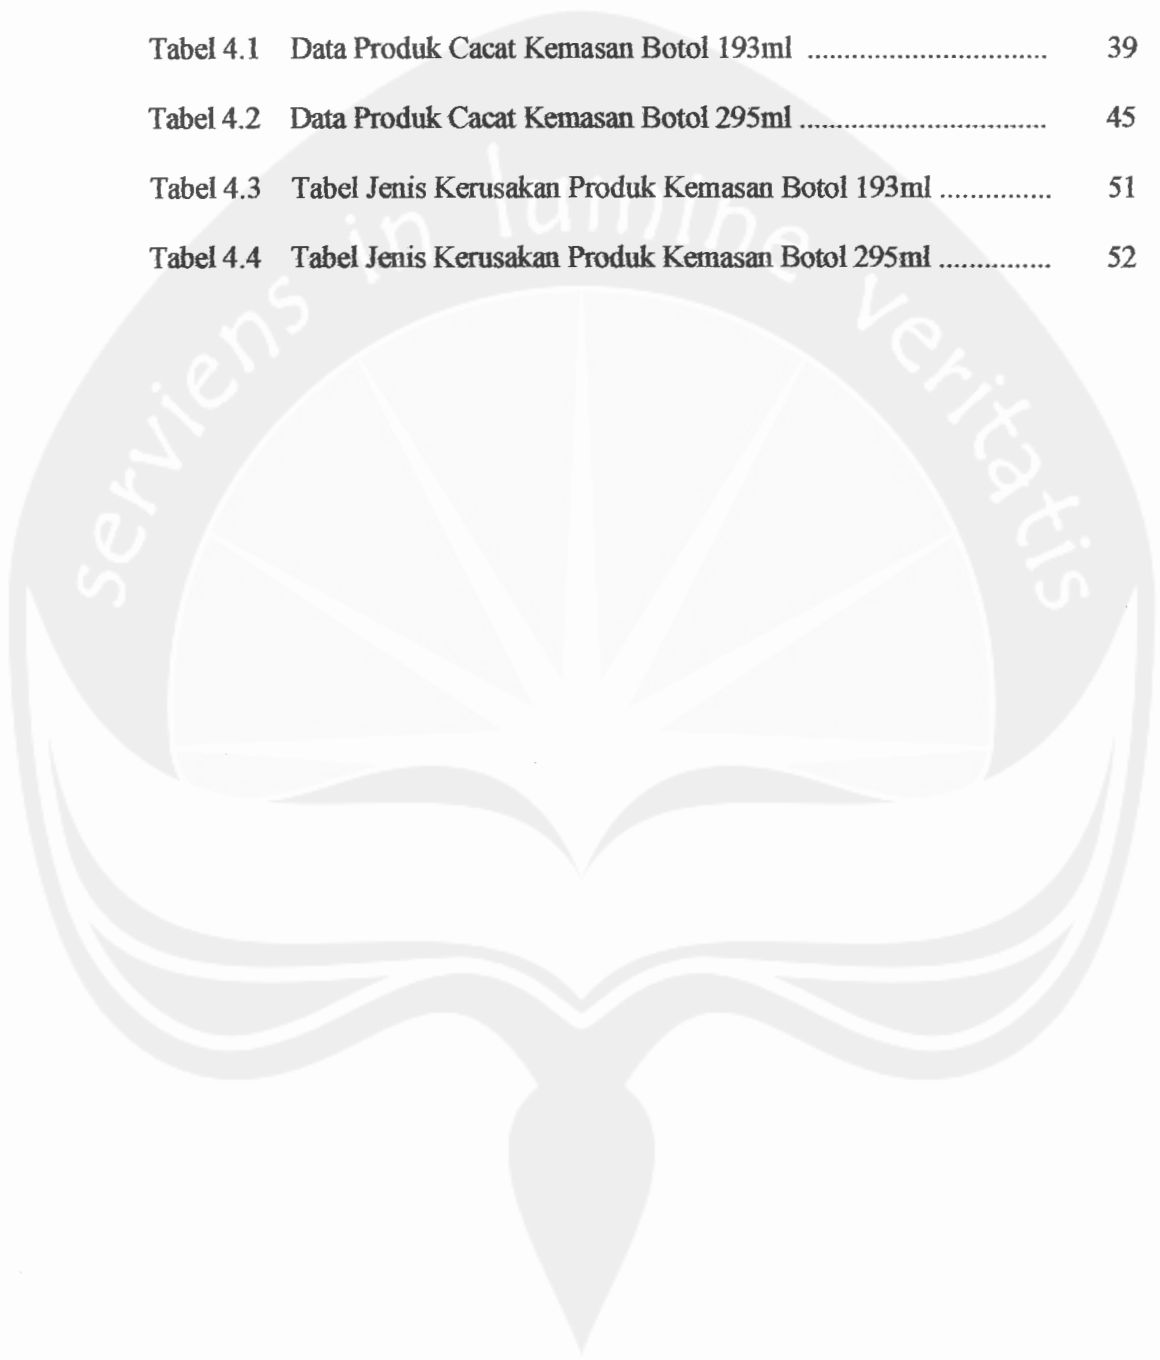 Tabel 4.1 Data Produk Cacat Kemasan Botol 193ml ............................. 39
Tabel 4.2 Data Produk Cacat Kemasan Botol 295ml .............................. 45
Tabel 4.3 Tabel Jenis Kerusakan Produk Kemasan Botol 193ml .............. 51
Tabel 4.4 Tabel Jenis Kerusakan Produk Kemasan Botol 295ml .............. 52
serviens in lumine veritatis